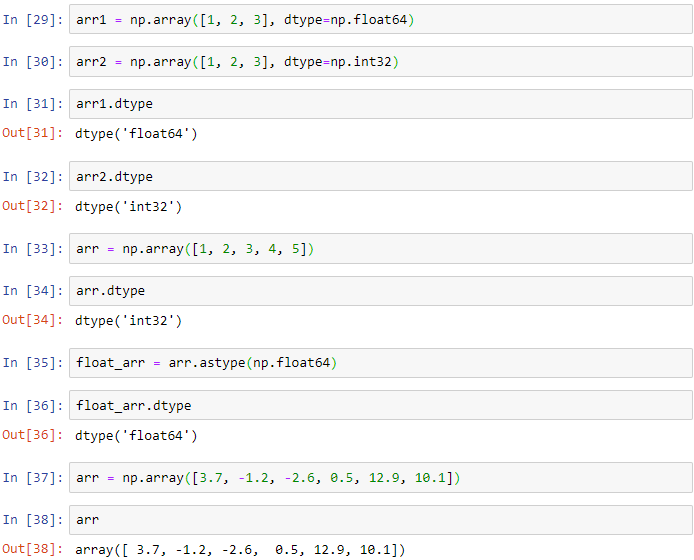 In [29]: arr1 = np.array([1, 2, 3], dtype=np.float64)
In [30]: arr2 = np.array([1, 2, 3], dtype=np.int32)
In [31]: arr1.dtype
Out[31]: dtype('float64')
In [32]: arr2.dtype
Out[32]: dtype('int32')
In [33]: arr = np.array([1, 2, 3, 4, 5])
In [34]: arr.dtype
Out[34]: dtype('int32')
In [35]: float_arr = arr.astype(np.float64)
In [36]: float_arr.dtype
Out[36]: dtype('float64')
In [37]: arr = np.array([3.7, -1.2, -2.6, 0.5, 12.9, 10.1])
In [38]: arr
Out[38]: array([ 3.7, -1.2, -2.6,  0.5, 12.9, 10.1])